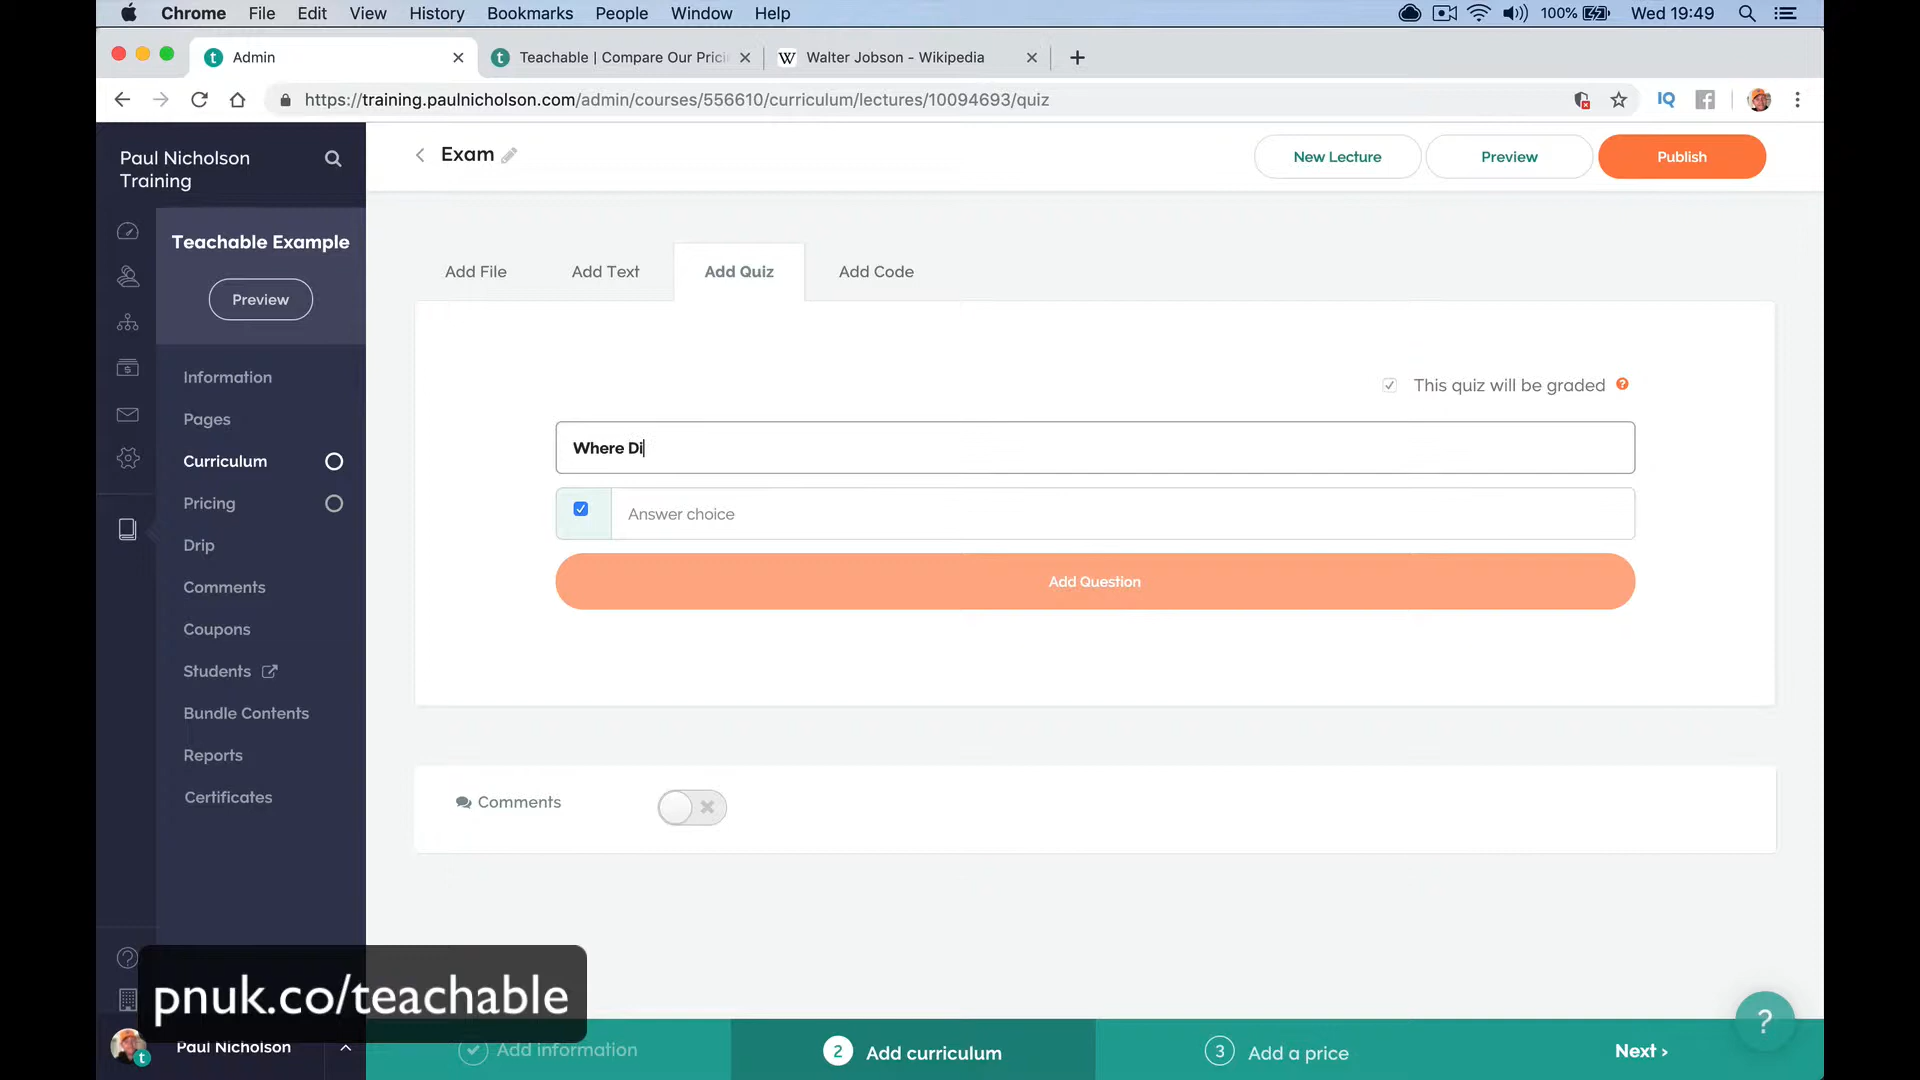 Chrome File Edit View History Bookmarks People Window Help 100% Wed 19:49
Admin Teachable | Compare Our Prici Walter Jobson - Wikipedia
https://training.paulnicholson.com/admin/courses/556610/curriculum/lectures/10094693/quiz IQ
Paul Nicholson
Training
Exam
New Lecture Preview Publish
Teachable Example
Preview
Add File Add Text Add Quiz Add Code
Information
Pages
Curriculum
Pricing
Drip
Comments
Coupons
Students
Bundle Contents
Reports
Certificates
This quiz will be graded
Where Di
Answer choice
Add Question
Comments
pnuk.co/teachable
Paul Nicholson
Add information
2 Add curriculum
3 Add a price
Next ›